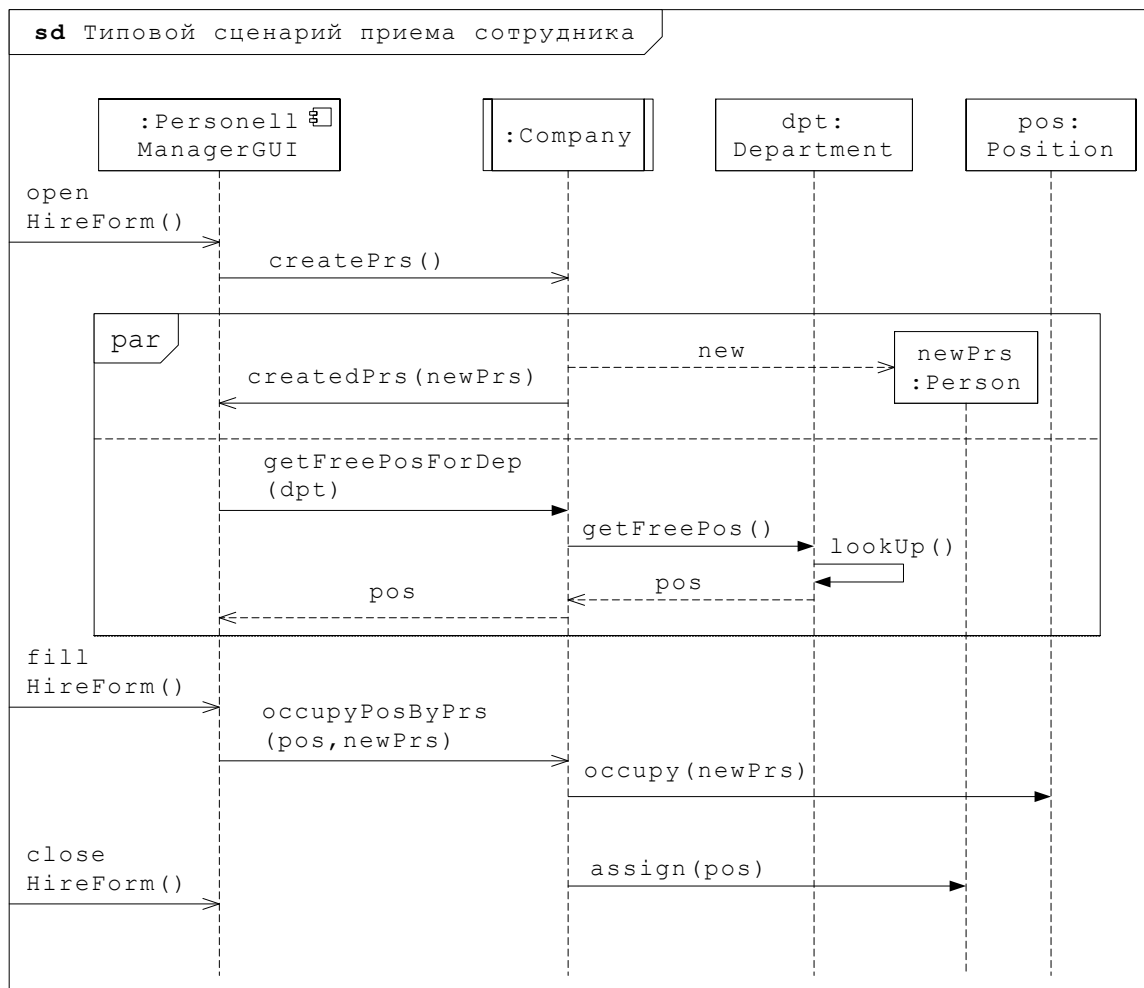 sd Типовой сценарий приема сотрудника
:Personell
ManagerGUI
:Company
dpt:
Department
pos:
Position
open
HireForm()
createPrs()
par
new
newPrs
:Person
createdPrs(newPrs)
getFreePosForDep
(dpt)
getFreePos()
lookUp()
pos
pos
fill
HireForm()
occupyPosByPrs
(pos,newPrs)
occupy(newPrs)
close
HireForm()
assign(pos)